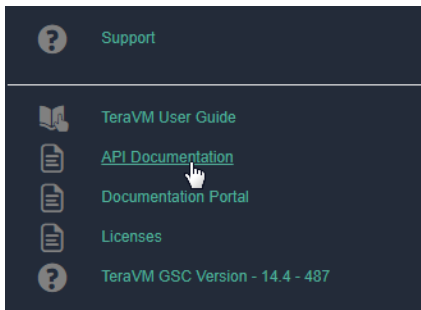 Support
TeraVM User Guide
API Documentation
Documentation Portal
Licenses
TeraVM GSC Version - 14.4 - 487